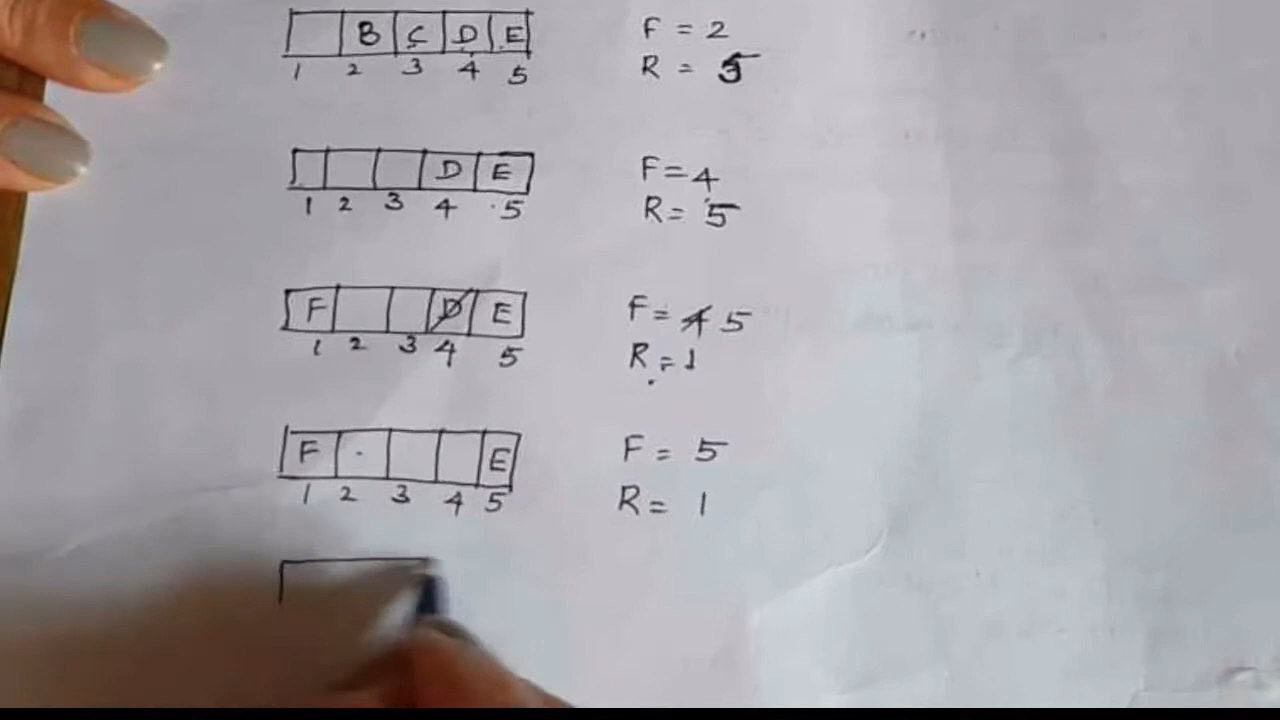 B C D E F = 2
1 2 3 4 5 R = 5
D E F = 4
1 2 3 4 5 R = 5
F D E F = 4 5
1 2 3 4 5 R = 1
F E F = 5
1 2 3 4 5 R = 1